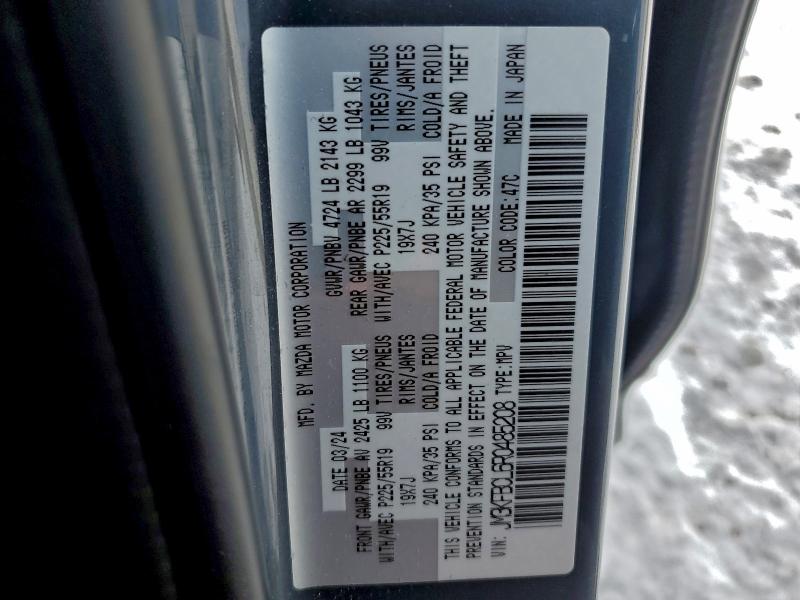 MFD. BY MAZDA MOTOR CORPORATION
DATE 03/24 GVWR/PNBV 4724 LB 2143 KG
FRONT GAWR/PNBE AV 2425 LB 1100 KG REAR GAWR/PNBE AR 2299 LB 1043 KG
WITH/AVEC P225/55R19 99V TIRES/PNEUS WITH/AVEC P225/55R19 99V TIRES/PNEUS
19X7J RIMS/JANTES 19X7J RIMS/JANTES
240 KPA/35 PSI COLD/A FROID 240 KPA/35 PSI COLD/A FROID
THIS VEHICLE CONFORMS TO ALL APPLICABLE FEDERAL MOTOR VEHICLE SAFETY AND THEFT
PREVENTION STANDARDS IN EFFECT ON THE DATE OF MANUFACTURE SHOWN ABOVE.
VIN: JM3KFBCL6R0486208 TYPE:MPV COLOR CODE:47C MADE IN JAPAN